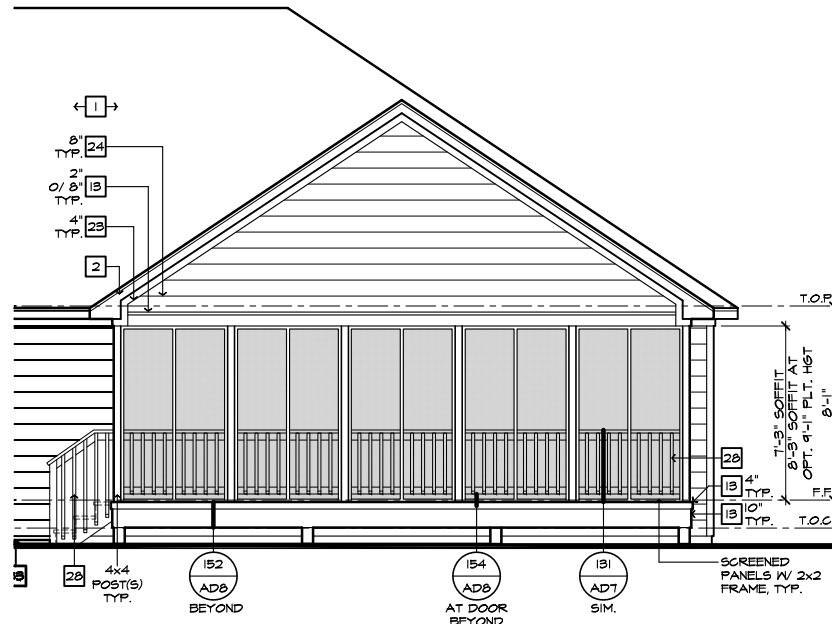 1
8"
TYP.
24
2"
O/ 8"
TYP.
13
4"
TYP.
23
2
T.O.P.
7'-3" SOFFIT
8'-3" SOFFIT AT
OPT. 9'-1" PLT. HGT
8'-1"
28
13
4"
TYP.
F.F.
13
10"
TYP.
T.O.C
28
4x4
POST(S)
TYP.
152
AD8
BEYOND
154
AD8
AT DOOR
BEYOND
131
AD7
SIM.
SCREENED
PANELS W/ 2x2
FRAME, TYP.